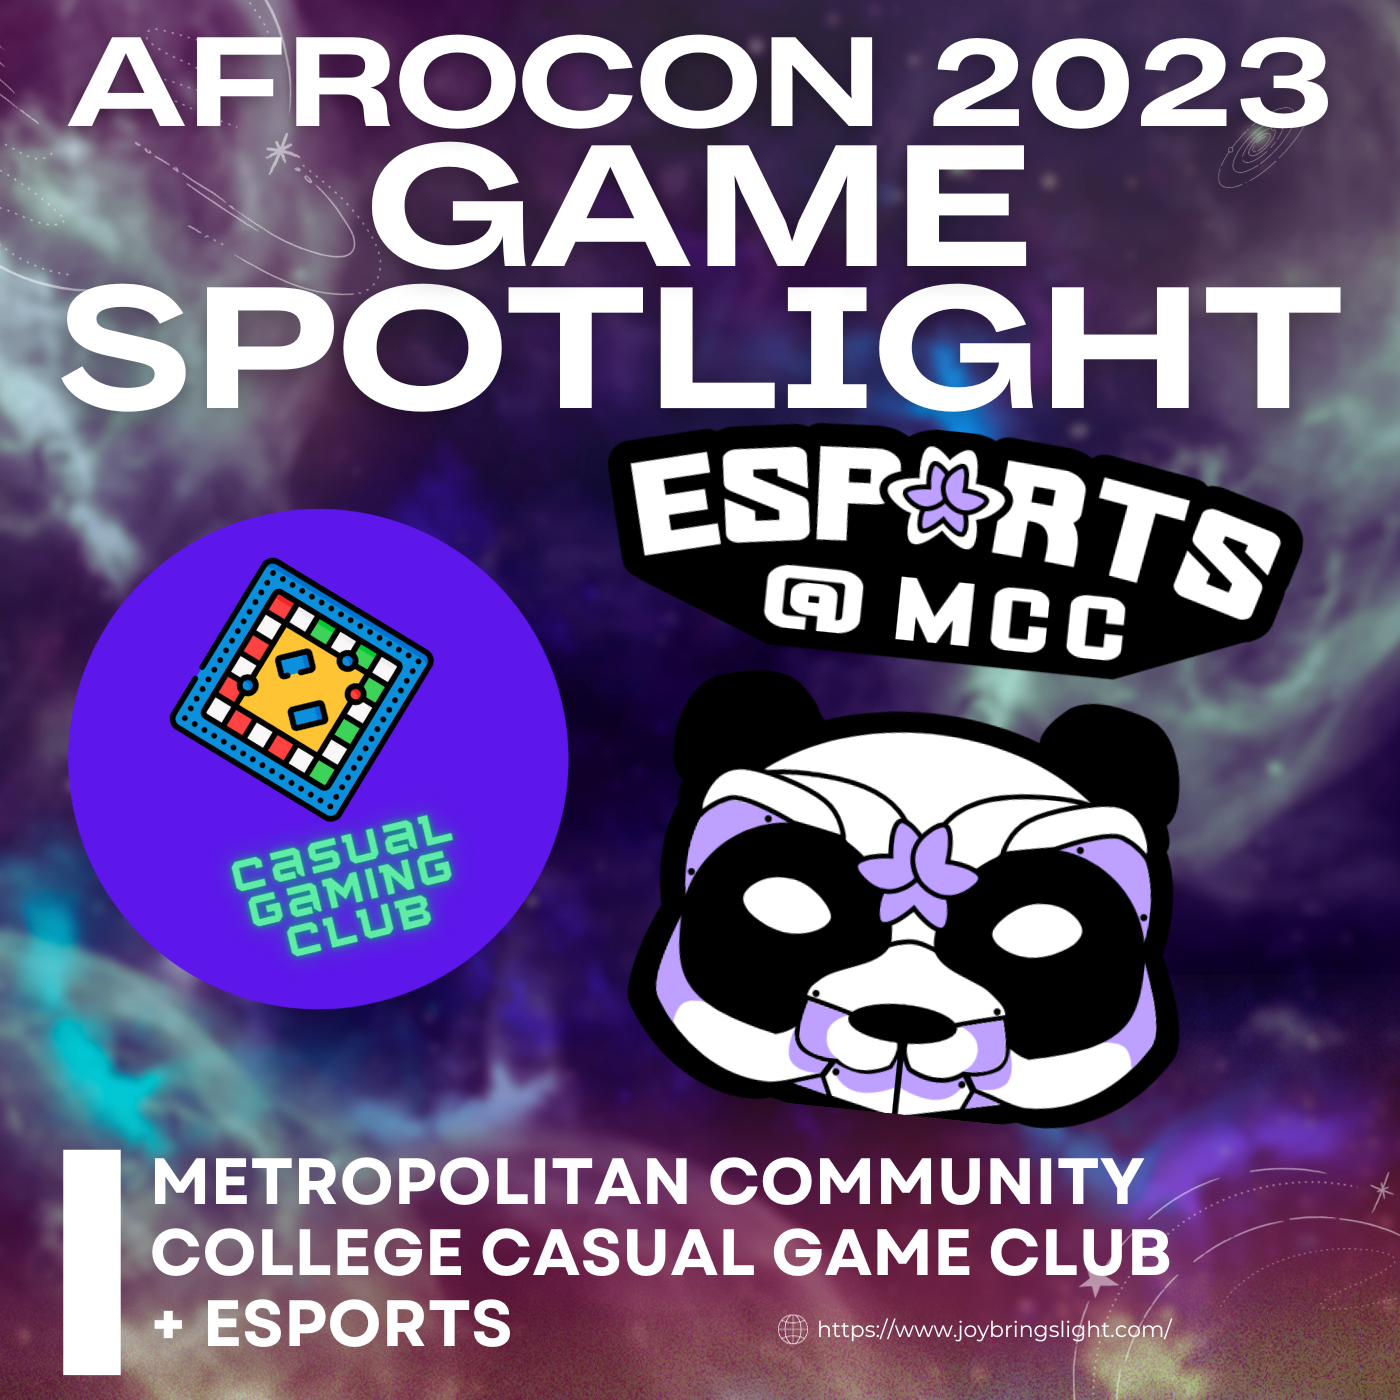 AFROCON 2023
GAME
SPOTLIGHT
ESPORTS
@ MCC
CASUAL
GAMING
CLUB
METROPOLITAN COMMUNITY
COLLEGE CASUAL GAME CLUB
+ ESPORTS
https://www.joybringslight.com/